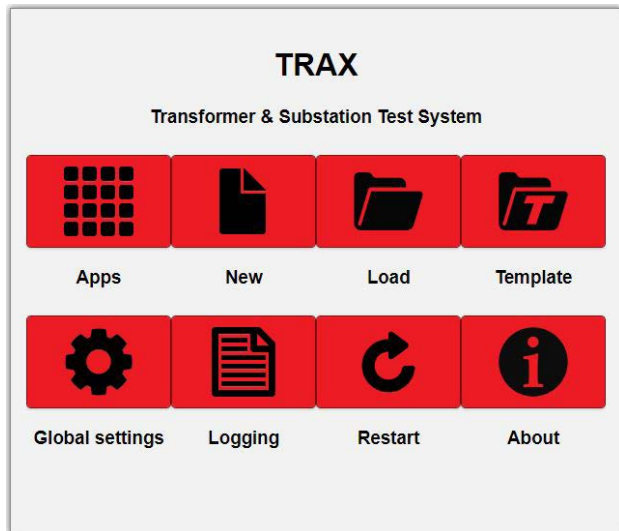 TRAX
Transformer & Substation Test System
T
Apps New Load Template
i
Global settings Logging Restart About